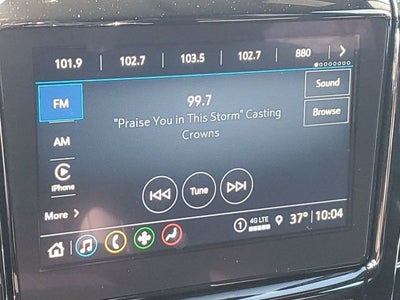 101.9 102.7 103.5 102.7 880
FM
99.7
Sound
"Praise You in This Storm" Casting
Crowns
Browse
AM
iPhone
Tune
More
1 4G LTE 37° 10:04